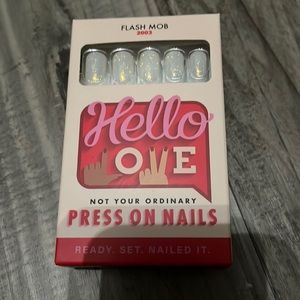 FLASH MOB
2003
Hello
LOVE
NOT YOUR ORDINARY
PRESS ON NAILS
READY. SET. NAILED IT.